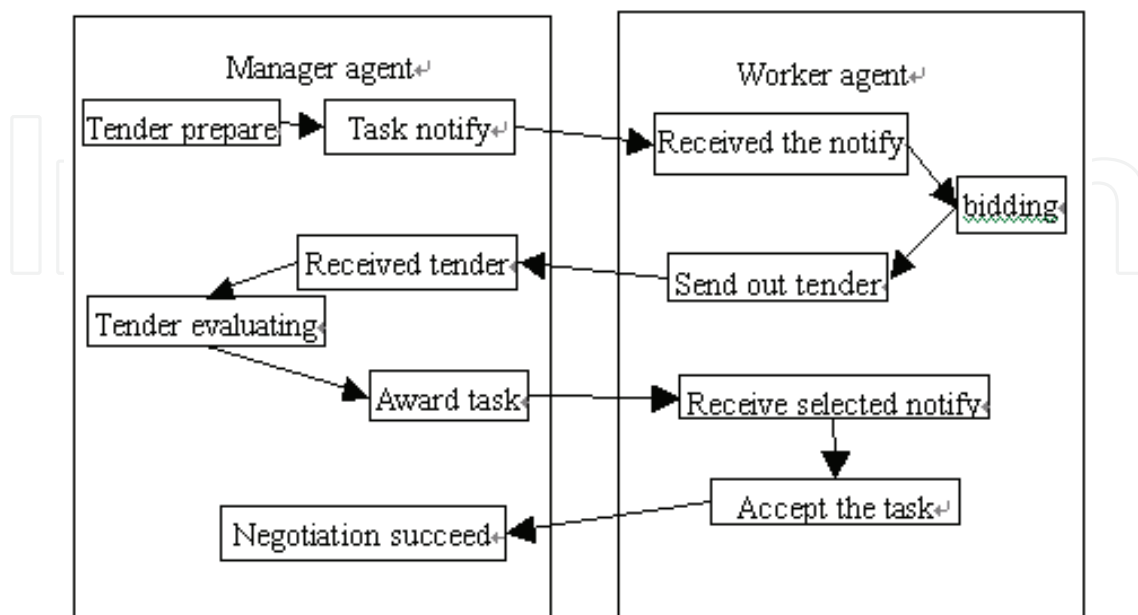 Manager agent
Worker agent
Tender prepare
Task notify
Received the notify
bidding
Received tender
Send out tender
Tender evaluating
Award task
Receive selected notify
Accept the task
Negotiation succeed